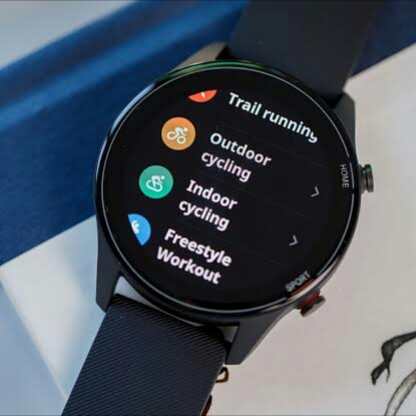 Trail running
Outdoor
cycling
Indoor
cycling
Freestyle
Workout
HOME
SPORT